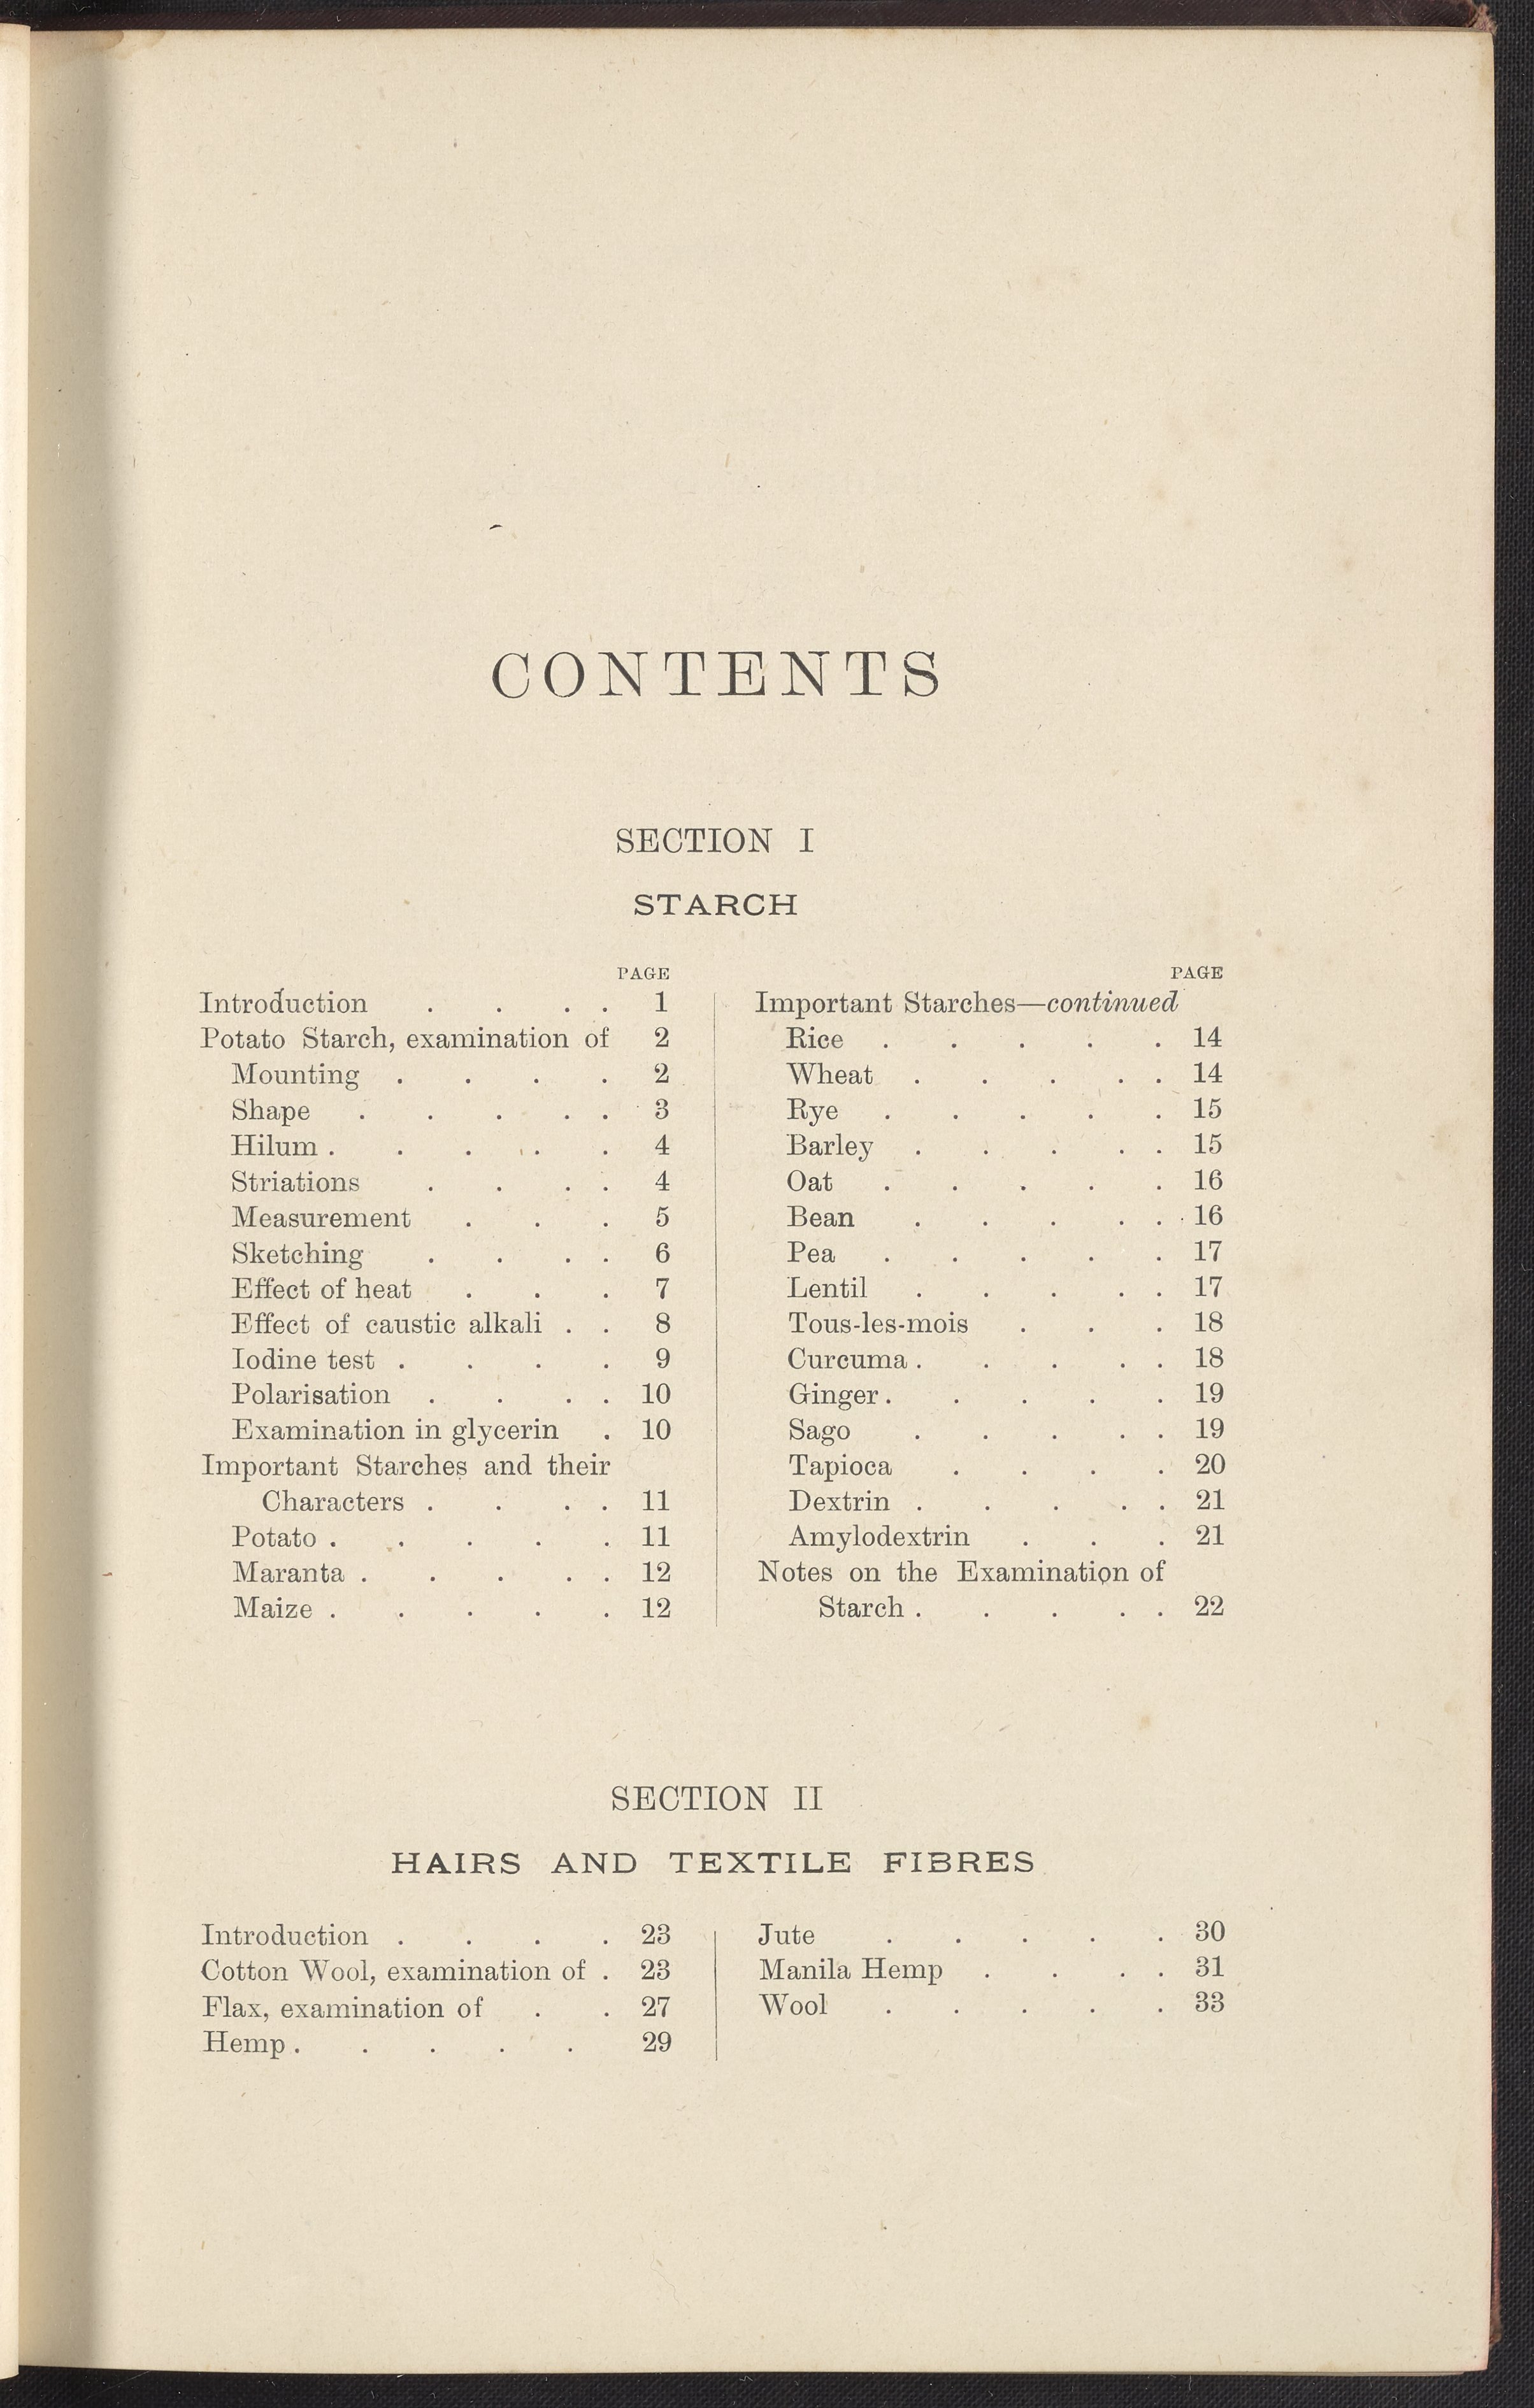 CONTENTS
SECTION I
STARCH
PAGE
Introduction . . . . 1
Potato Starch, examination of 2
Mounting . . . . 2
Shape . . . . . 3
Hilum . . . . . 4
Striations . . . . 4
Measurement . . . 5
Sketching . . . . 6
Effect of heat . . . 7
Effect of caustic alkali . . 8
Iodine test . . . . 9
Polarisation . . . . 10
Examination in glycerin . 10
Important Starches and their
Characters . . . . 11
Potato . . . . . 11
Maranta . . . . . 12
Maize . . . . . 12
PAGE
Important Starches—continued
Rice . . . . . 14
Wheat . . . . . 14
Rye . . . . . 15
Barley . . . . . 15
Oat . . . . . 16
Bean . . . . . 16
Pea . . . . . 17
Lentil . . . . . 17
Tous-les-mois . . . 18
Curcuma . . . . 18
Ginger . . . . . 19
Sago . . . . . 19
Tapioca . . . . 20
Dextrin . . . . . 21
Amylodextrin . . . 21
Notes on the Examination of
Starch . . . . . 22
SECTION II
HAIRS AND TEXTILE FIBRES
Introduction . . . . 23
Cotton Wool, examination of . 23
Flax, examination of . . 27
Hemp . . . . . 29
Jute . . . . . 30
Manila Hemp . . . . 31
Wool . . . . . 33